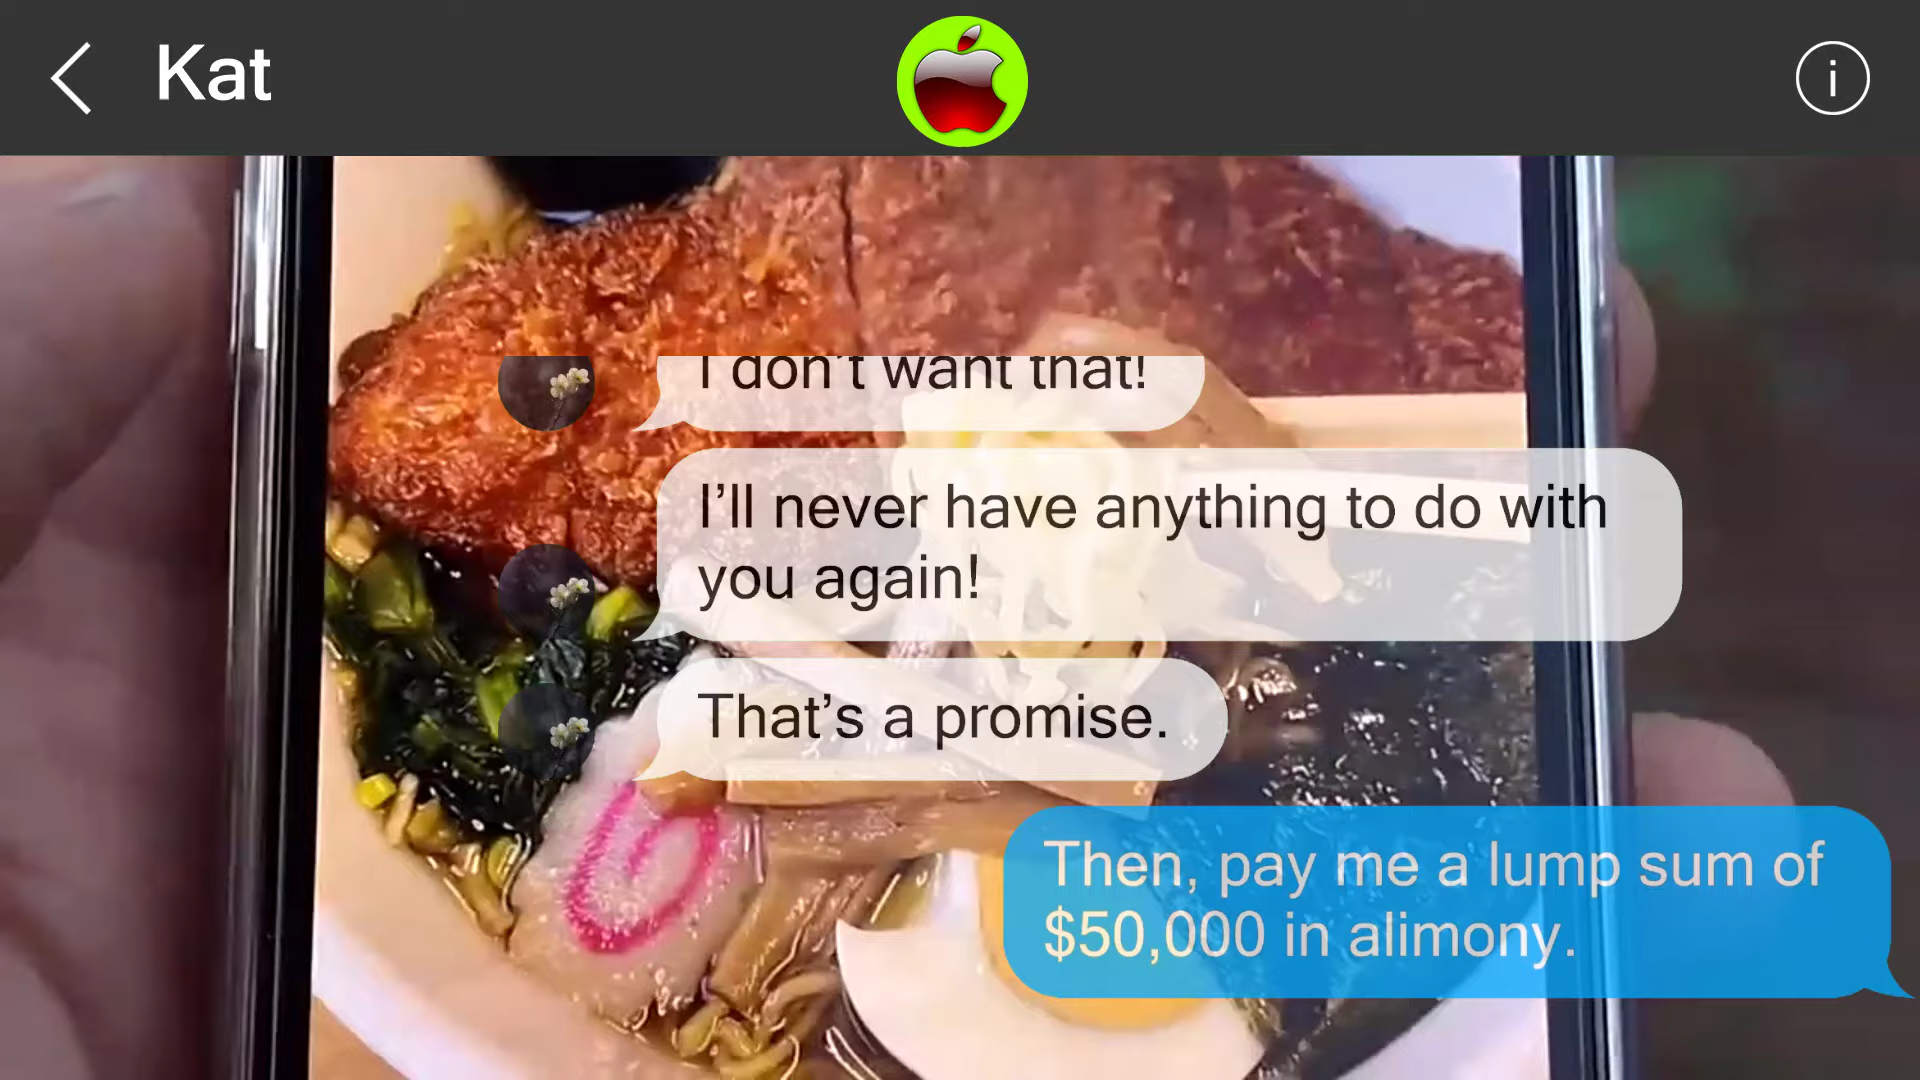 Kat
i
I don't want that!
I'll never have anything to do with
you again!
That's a promise.
Then, pay me a lump sum of
$50,000 in alimony.